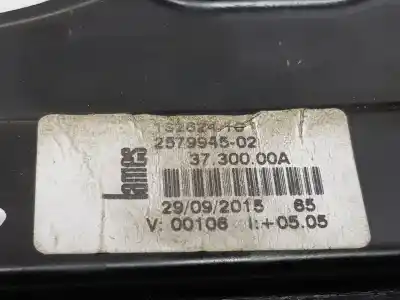 2579945-02
37.300.00A
Lames
29/09/2015 65
V: 00106 I:+05.05